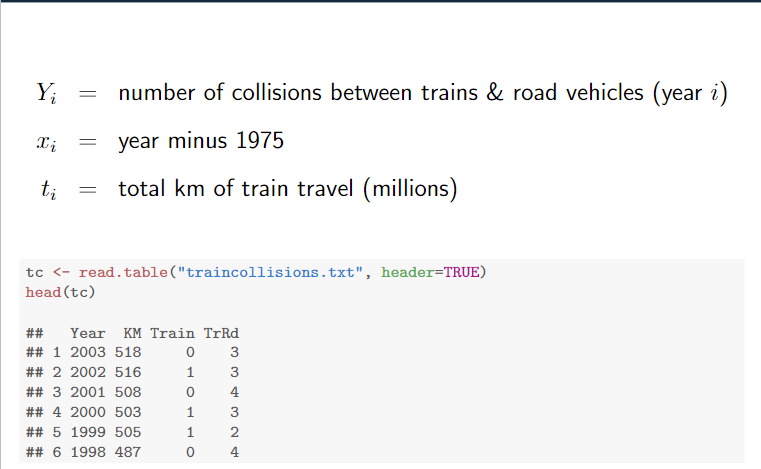 Yi = number of collisions between trains & road vehicles (year i)
xi = year minus 1975
ti = total km of train travel (millions)
tc <- read.table("traincollisions.txt", header=TRUE)
head(tc)
##   Year  KM Train TrRd
## 1 2003 518     0    3
## 2 2002 516     1    3
## 3 2001 508     0    4
## 4 2000 503     1    3
## 5 1999 505     1    2
## 6 1998 487     0    4